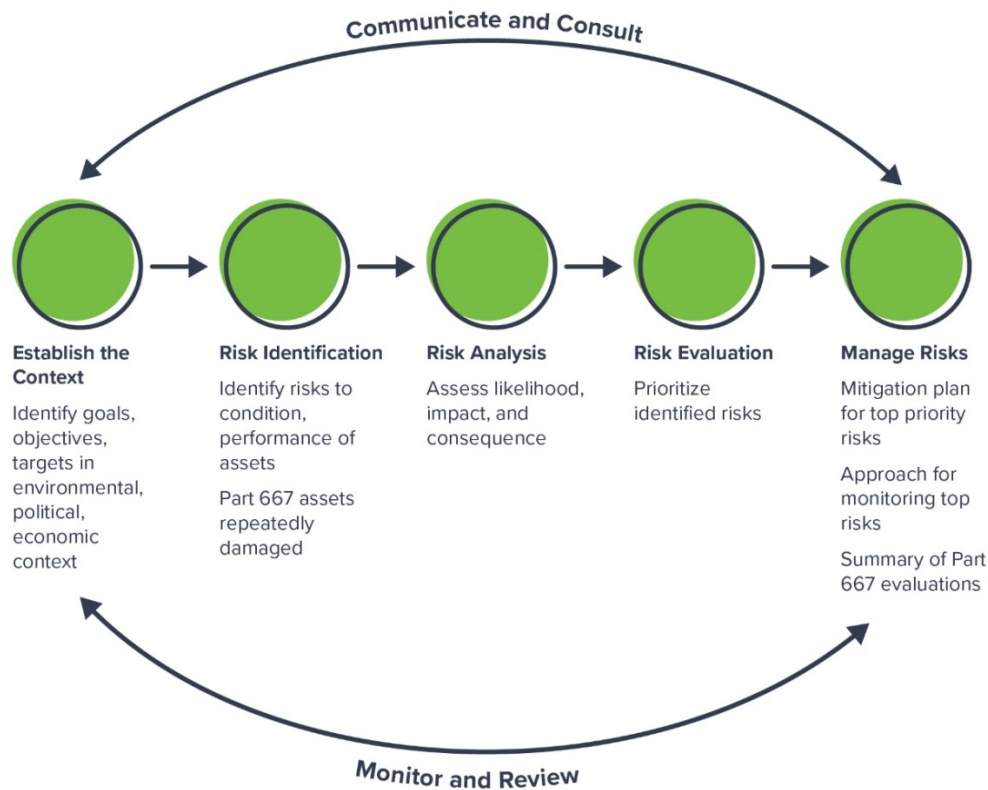 Communicate and Consult
Establish the
Context
Identify goals,
objectives,
targets in
environmental,
political,
economic
context
Risk Identification
Identify risks to
condition,
performance of
assets
Part 667 assets
repeatedly
damaged
Risk Analysis
Assess likelihood,
impact, and
consequence
Risk Evaluation
Prioritize
identified risks
Manage Risks
Mitigation plan
for top priority
risks
Approach for
monitoring top
risks
Summary of Part
667 evaluations
Monitor and Review